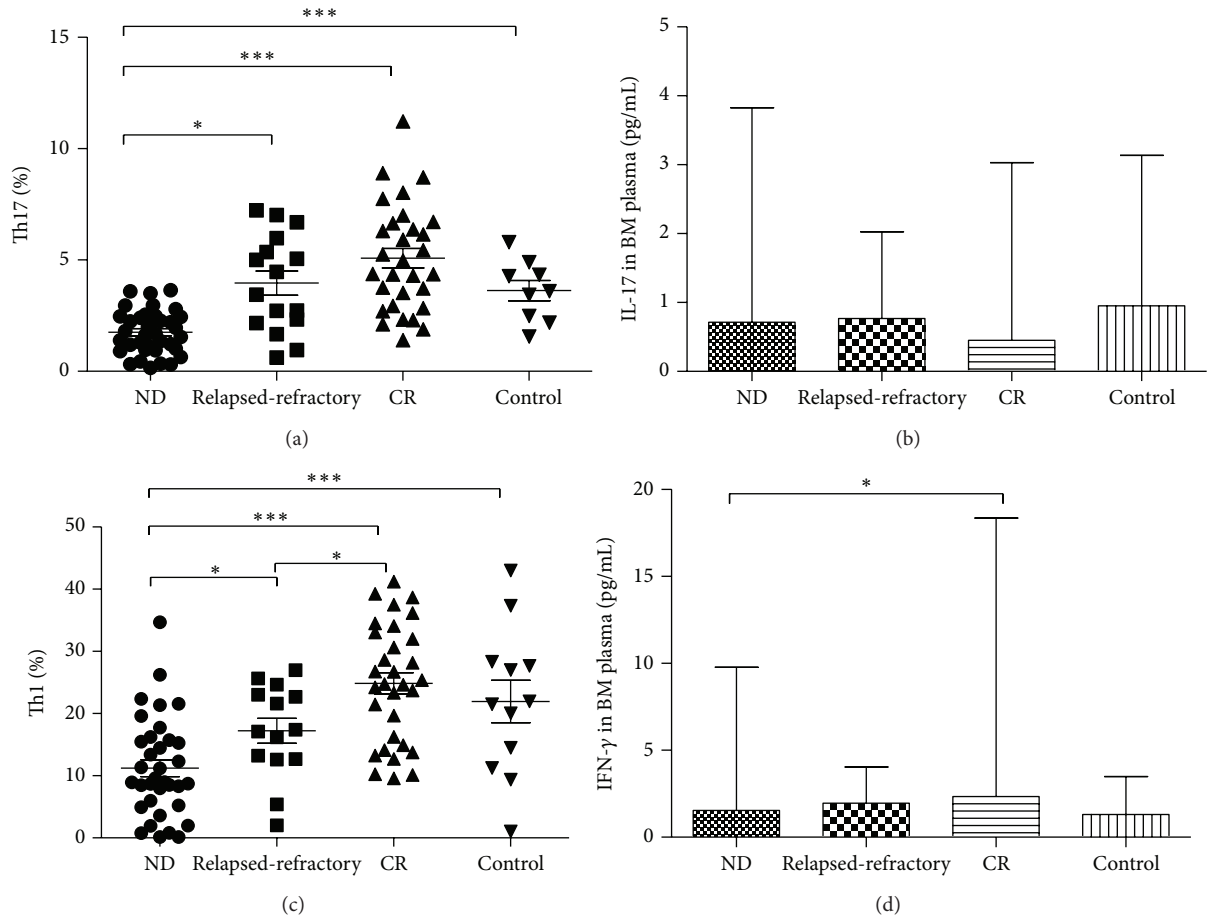 ***
***
*
15
10
5
0
Th17 (%)
ND Relapsed-refractory CR Control
(a)
5
4
3
2
1
0
IL-17 in BM plasma (pg/mL)
ND Relapsed-refractory CR Control
(b)
***
***
*
*
50
40
30
20
10
0
Th1 (%)
ND Relapsed-refractory CR Control
(c)
*
20
15
10
5
0
IFN-γ in BM plasma (pg/mL)
ND Relapsed-refractory CR Control
(d)